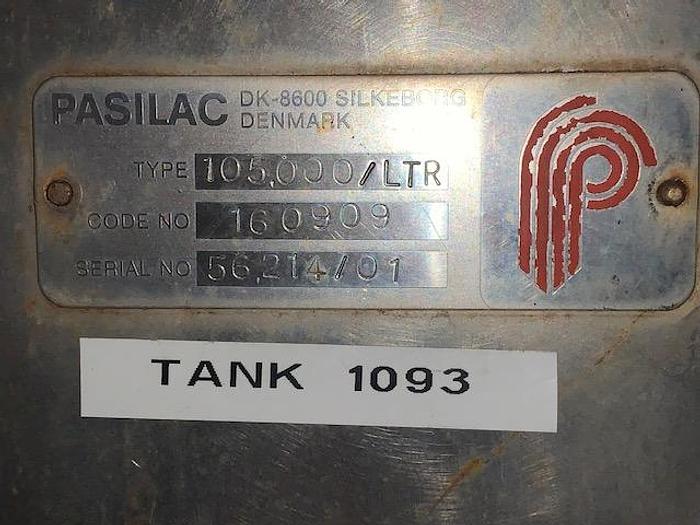 PASILAC DK-8600 SILKEBORG
DENMARK
TYPE 105,000/LTR
CODE NO 160909
SERIAL NO 56,214/01
TANK 1093